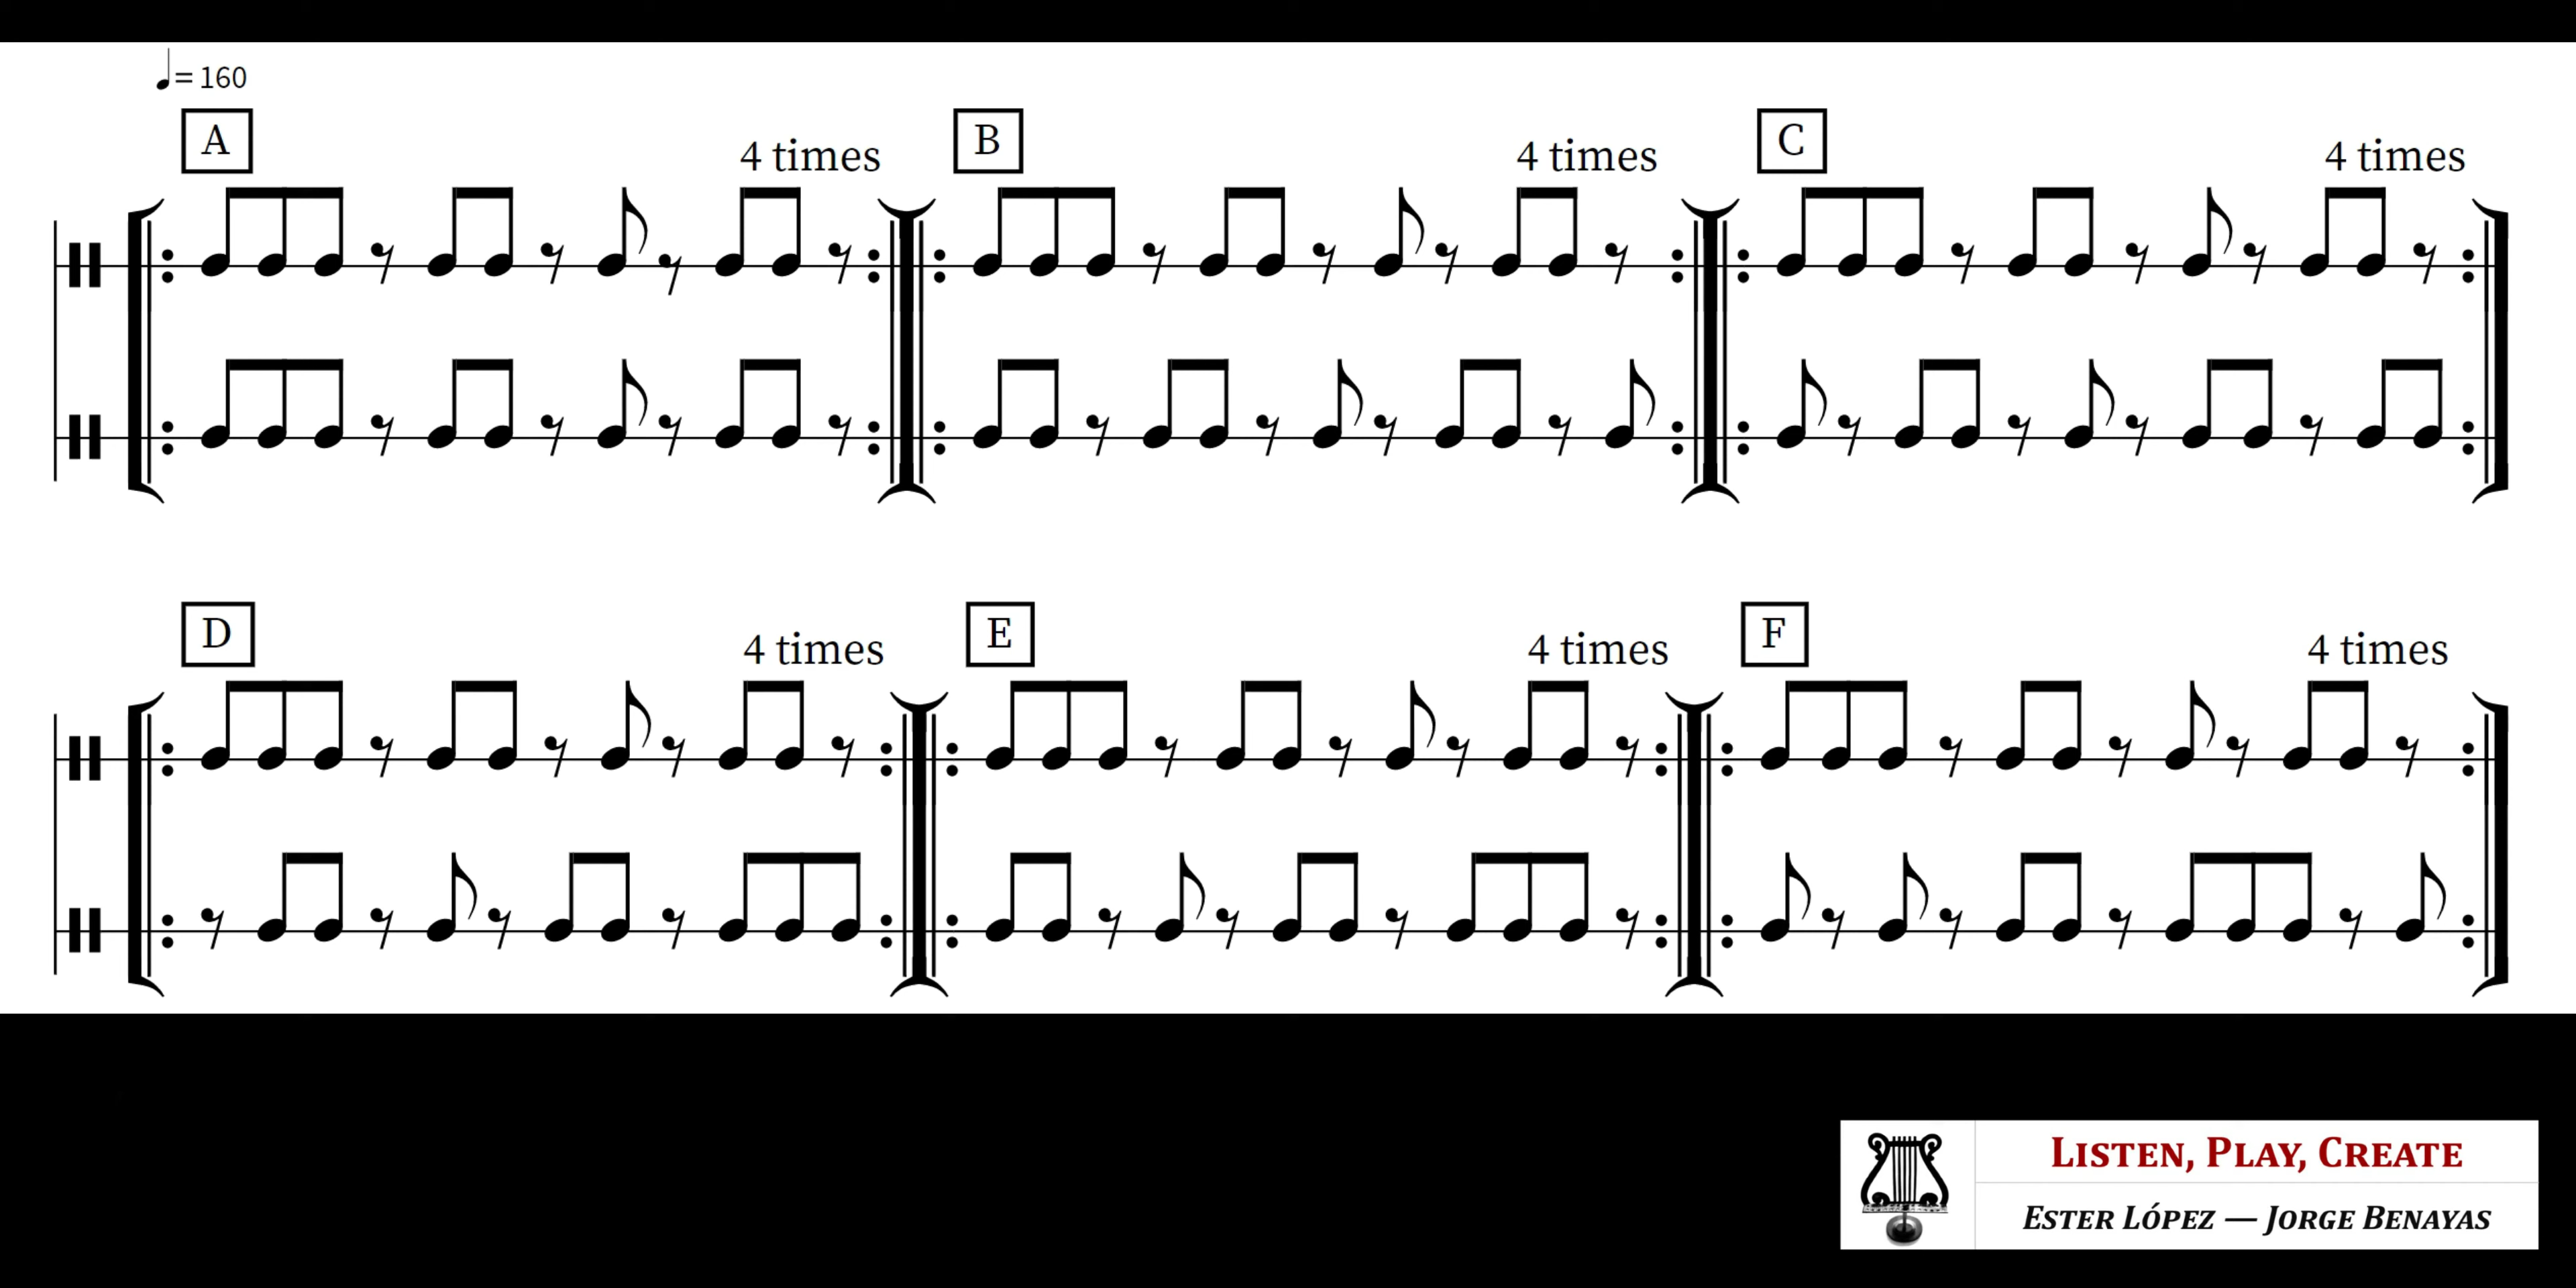 ♩= 160
A
4 times
B
4 times
C
4 times
D
4 times
E
4 times
F
4 times
LISTEN, PLAY, CREATE
ESTER LÓPEZ — JORGE BENAYAS